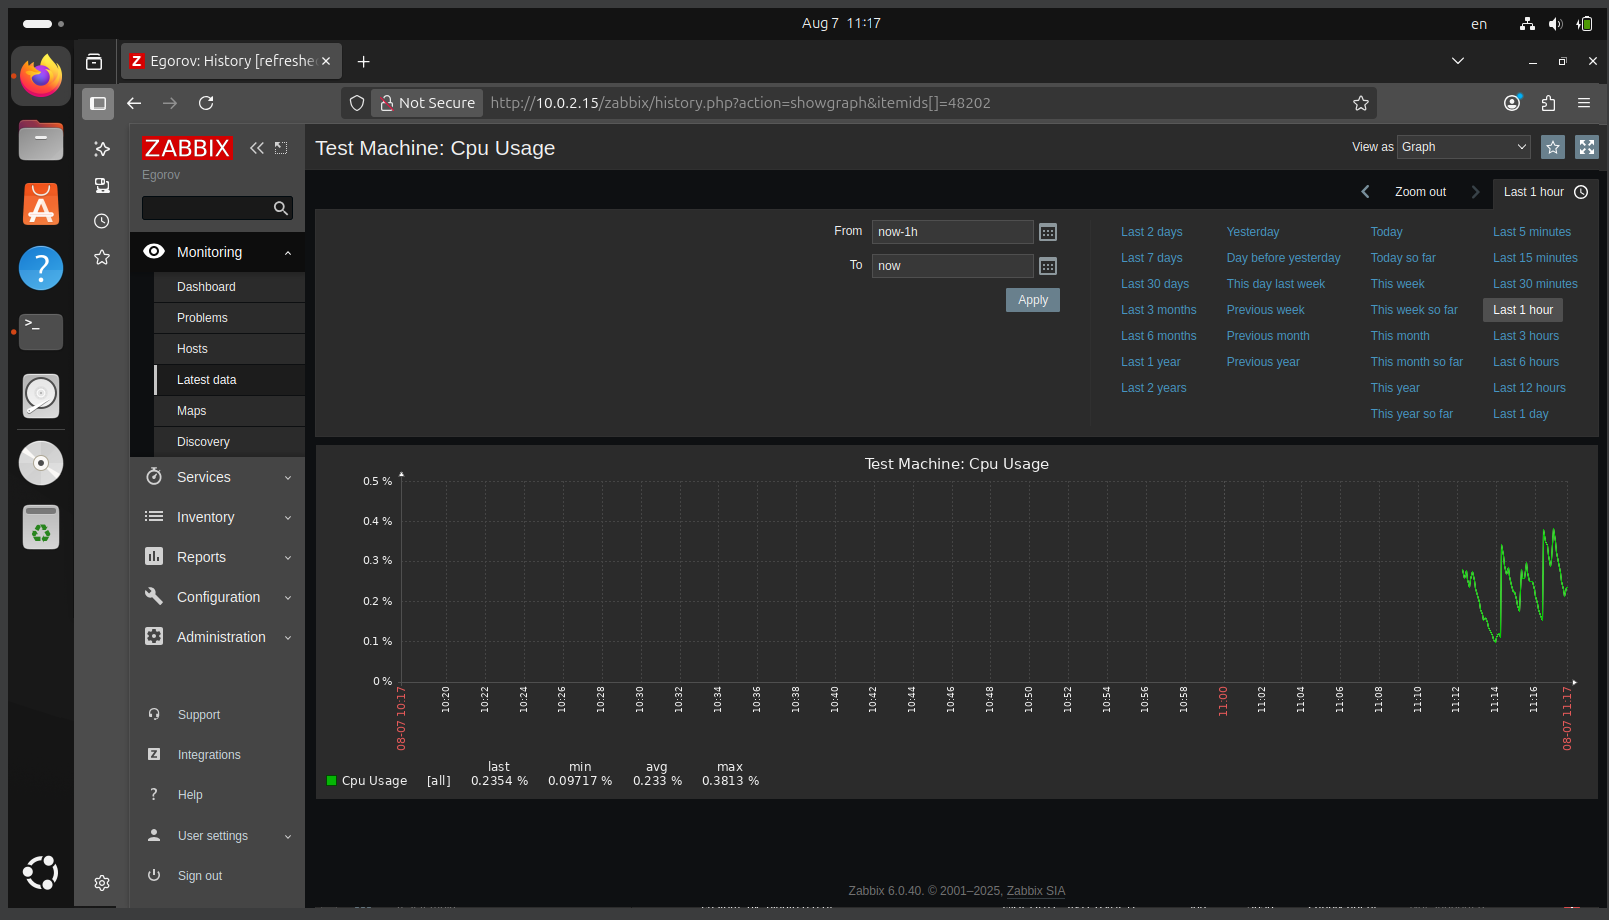 Aug 7 11:17
en
Z Egorov: History [refreshe
Not Secure http://10.0.2.15/zabbix/history.php?action=showgraph&itemids[]=48202
ZABBIX
Egorov
Test Machine: Cpu Usage
View as Graph
Zoom out
Last 1 hour
Monitoring
Dashboard
Problems
Hosts
Latest data
Maps
Discovery
Services
Inventory
Reports
Configuration
Administration
Support
Z Integrations
? Help
User settings
Sign out
From now-1h
To now
Apply
Last 2 days Yesterday Today Last 5 minutes
Last 7 days Day before yesterday Today so far Last 15 minutes
Last 30 days This day last week This week Last 30 minutes
Last 3 months Previous week This week so far Last 1 hour
Last 6 months Previous month This month Last 3 hours
Last 1 year Previous year This month so far Last 6 hours
Last 2 years This year Last 12 hours
This year so far Last 1 day
Test Machine: Cpu Usage
0.5 %
0.4 %
0.3 %
0.2 %
0.1 %
0 %
08-07 10:17 10:20 10:22 10:24 10:26 10:28 10:30 10:32 10:34 10:36 10:38 10:40 10:42 10:44 10:46 10:48 10:50 10:52 10:54 10:56 10:58 11:00 11:02 11:04 11:06 11:08 11:10 11:12 11:14 11:16 08-07 11:17
last min avg max
Cpu Usage [all] 0.2354 % 0.09717 % 0.233 % 0.3813 %
Zabbix 6.0.40. © 2001–2025, Zabbix SIA